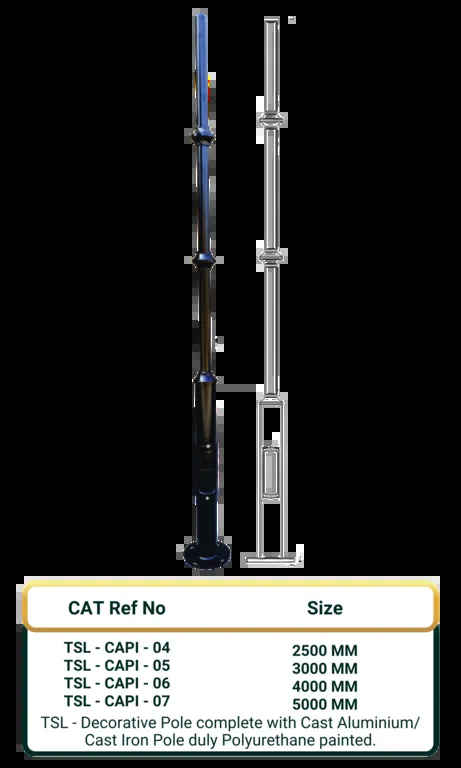 CAT Ref No Size
TSL - CAPI - 04 2500 MM
TSL - CAPI - 05 3000 MM
TSL - CAPI - 06 4000 MM
TSL - CAPI - 07 5000 MM
TSL - Decorative Pole complete with Cast Aluminium/
Cast Iron Pole duly Polyurethane painted.